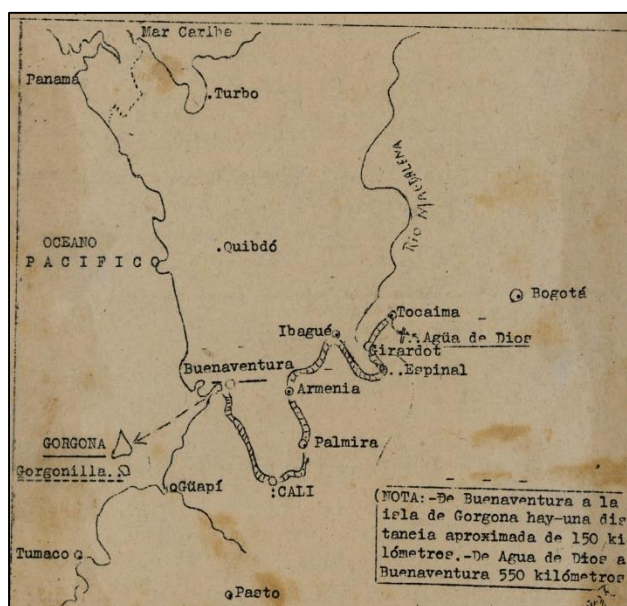 Mar Caribe
Panamá
.Turbo
Rio MAGDALENA
OCEANO
PACIFICO
.Quibdó
Bogotá
Tocaima
Ibagué
.Agüa de Dios
Girardot
Buenaventura
..Espinal
Armenia
GORGONA
Palmira
Gorgonilla.
Güapí
:CALI
(NOTA:-De Buenaventura a la
isla de Gorgona hay-una dis
taneia aproximada de 150 ki
lómetros.-De Agua de Dios a
Buenaventura 550 kilómetros
Tumaco
Pasto